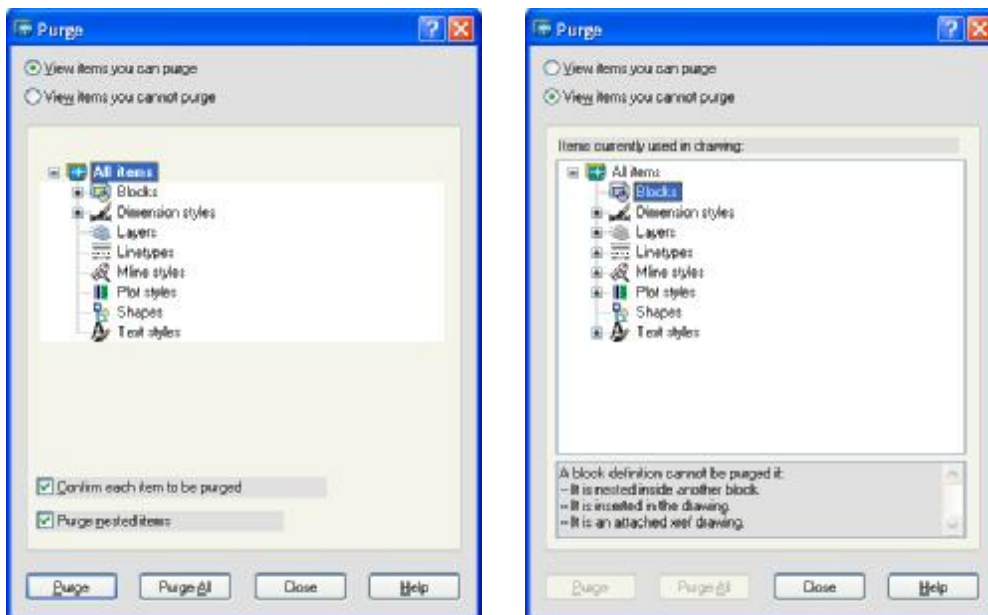 Purge
View items you can purge
View items you cannot purge
All items
Blocks
Dimension styles
Layers
Linetypes
Mline styles
Plot styles
Shapes
Text styles
Confirm each item to be purged
Purge nested items
Purge
Purge All
Close
Help
Purge
View items you can purge
View items you cannot purge
Items currently used in drawing:
All items
Blocks
Dimension styles
Layers
Linetypes
Mline styles
Plot styles
Shapes
Text styles
A block definition cannot be purged if:
-- It is nested inside another block.
-- It is inserted in the drawing.
-- It is an attached xref drawing.
Purge
Purge All
Close
Help